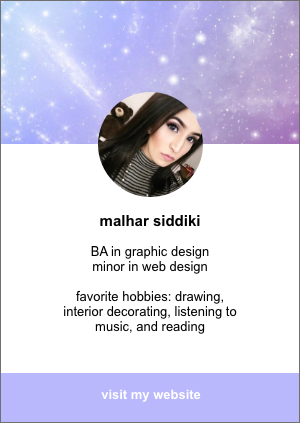 malhar siddiki
BA in graphic design
minor in web design
favorite hobbies: drawing,
interior decorating, listening to
music, and reading
visit my website